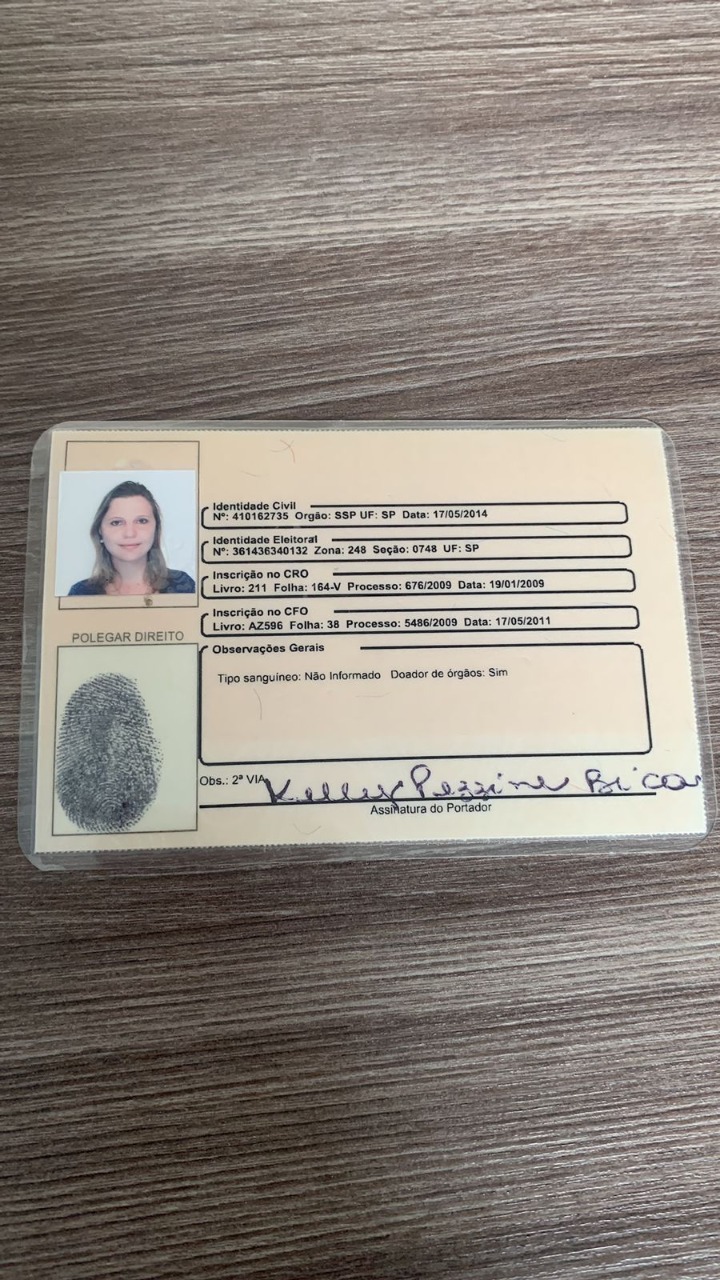 Identidade Civil
Nº: 410162735 Orgão: SSP UF: SP Data: 17/05/2014
Identidade Eleitoral
Nº: 361436340132 Zona: 248 Seção: 0748 UF: SP
Inscrição no CRO
Livro: 211 Folha: 164-V Processo: 676/2009 Data: 19/01/2009
Inscrição no CFO
Livro: AZ596 Folha: 38 Processo: 5486/2009 Data: 17/05/2011
POLEGAR DIREITO
Observações Gerais
Tipo sanguíneo: Não Informado Doador de órgãos: Sim
Obs.: 2ª VIA
Kelley Pezzine
Assinatura do Portador